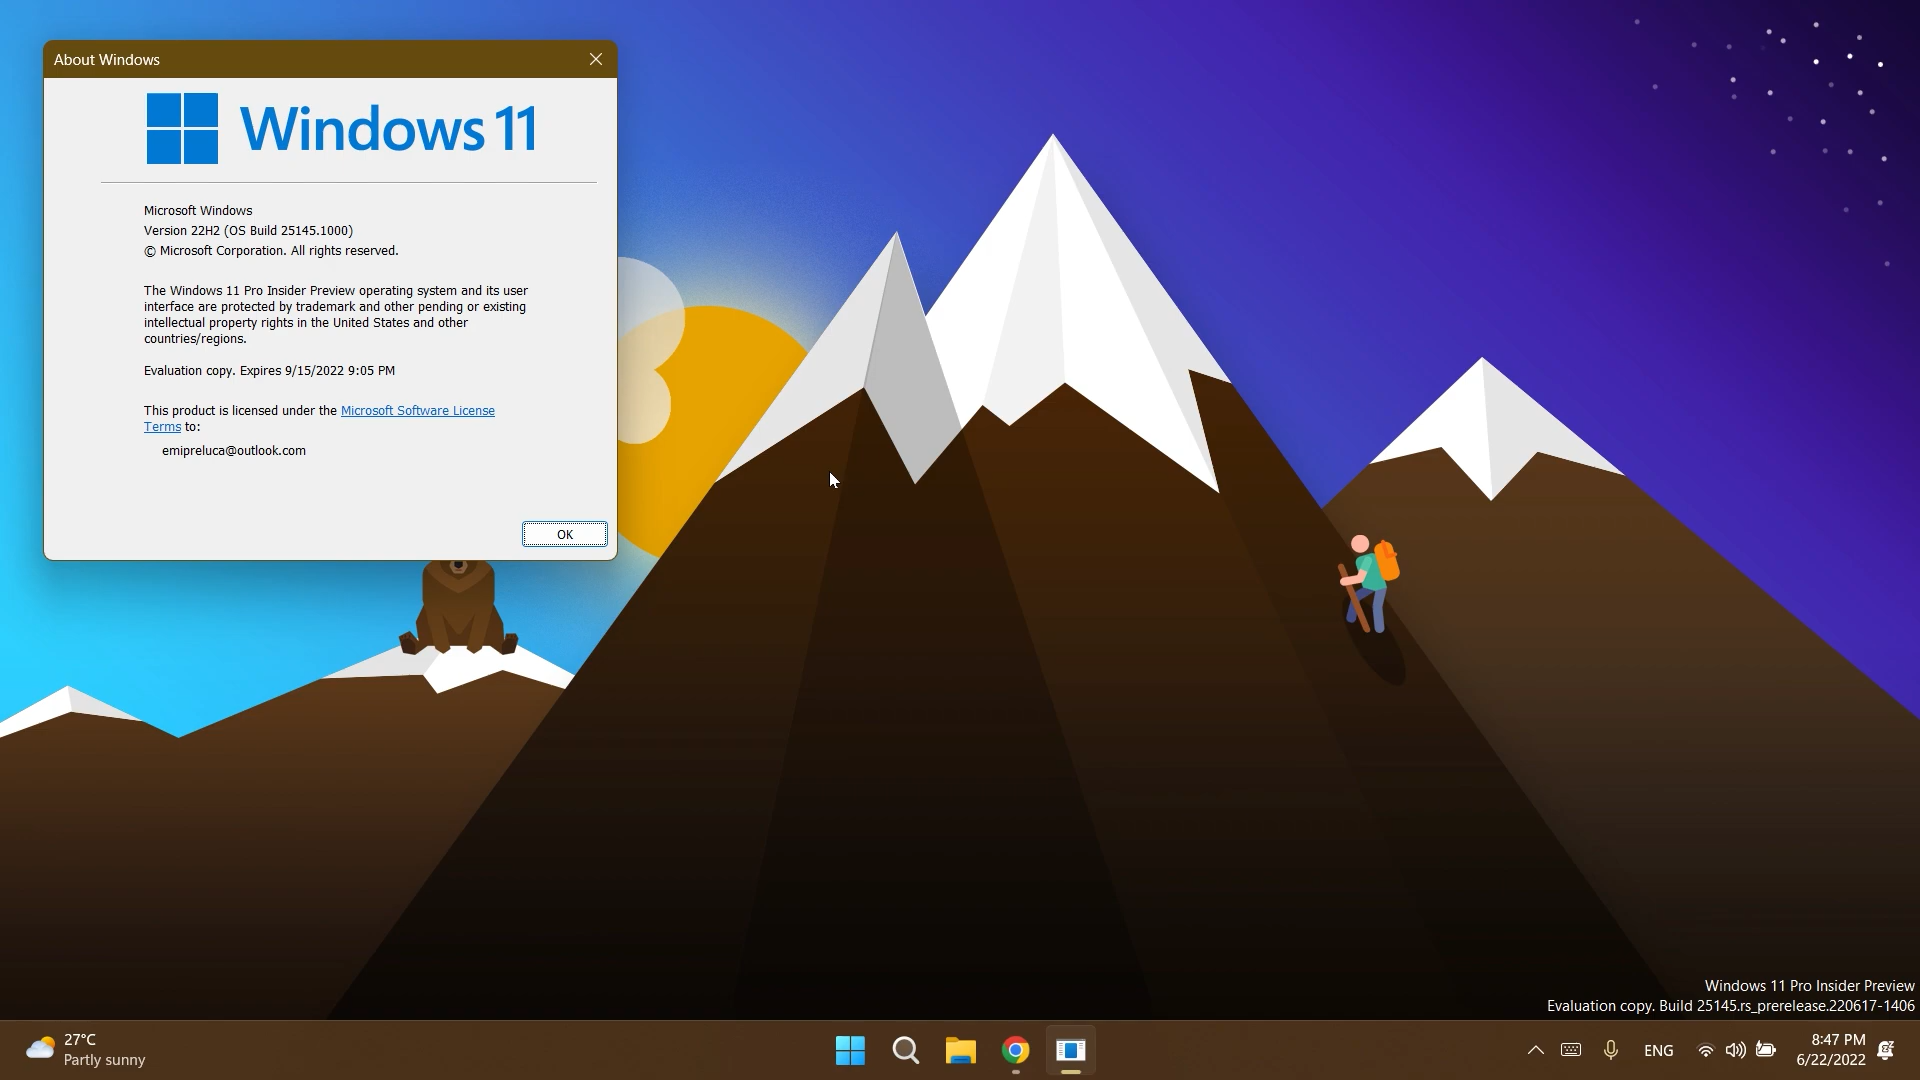 About Windows
Windows 11
Microsoft Windows
Version 22H2 (OS Build 25145.1000)
© Microsoft Corporation. All rights reserved.
The Windows 11 Pro Insider Preview operating system and its user
interface are protected by trademark and other pending or existing
intellectual property rights in the United States and other
countries/regions.
Evaluation copy. Expires 9/15/2022 9:05 PM
This product is licensed under the Microsoft Software License
Terms to:
emipreluca@outlook.com
OK
Windows 11 Pro Insider Preview
Evaluation copy. Build 25145.rs_prerelease.220617-1406
27°C
Partly sunny
ENG
8:47 PM
6/22/2022